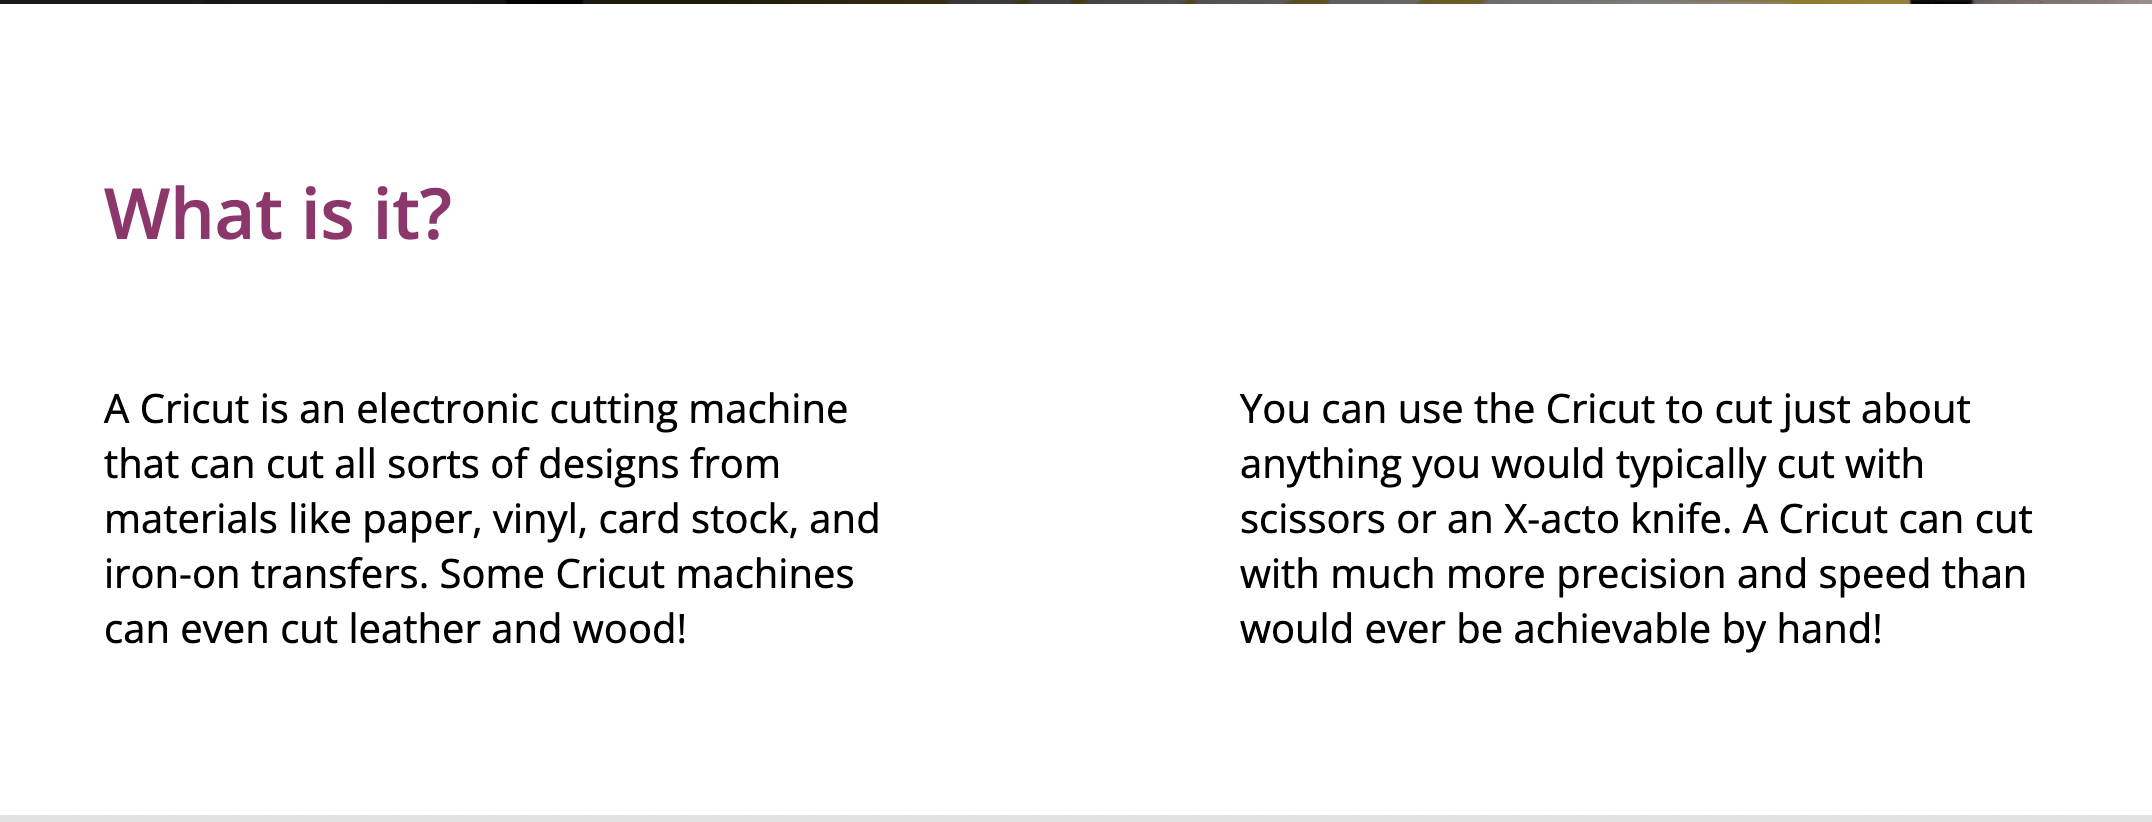 What is it?
A Cricut is an electronic cutting machine
that can cut all sorts of designs from
materials like paper, vinyl, card stock, and
iron-on transfers. Some Cricut machines
can even cut leather and wood!
You can use the Cricut to cut just about
anything you would typically cut with
scissors or an X-acto knife. A Cricut can cut
with much more precision and speed than
would ever be achievable by hand!